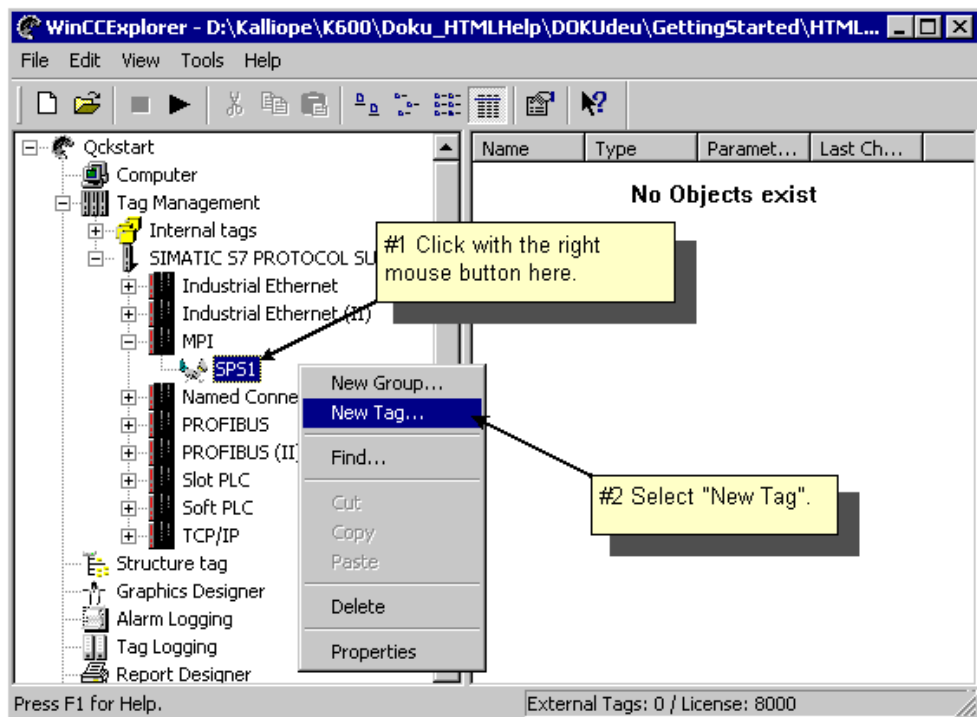 WinCCExplorer - D:\Kalliope\K600\Doku_HTMLHelp\DOKUdeu\GettingStarted\HTML...
File Edit View Tools Help
Qckstart
Computer
Tag Management
Internal tags
SIMATIC S7 PROTOCOL SU
Industrial Ethernet
Industrial Ethernet (II)
MPI
SPS1
Named Conne
PROFIBUS
PROFIBUS (II)
Slot PLC
Soft PLC
TCP/IP
Structure tag
Graphics Designer
Alarm Logging
Tag Logging
Report Designer
Name Type Paramet... Last Ch...
No Objects exist
#1 Click with the right
mouse button here.
New Group...
New Tag...
Find...
Cut
Copy
Paste
Delete
Properties
#2 Select "New Tag".
Press F1 for Help.
External Tags: 0 / License: 8000